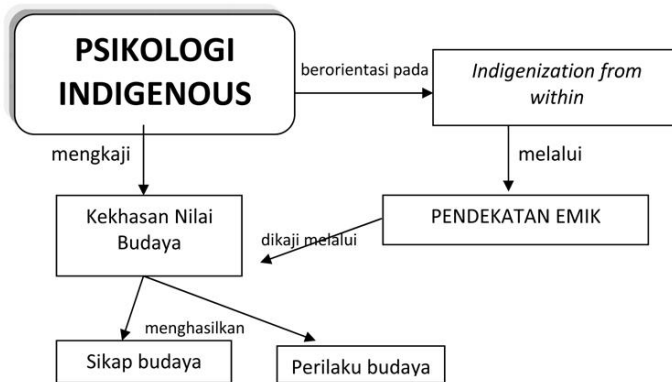 PSIKOLOGI
INDIGENOUS
berorientasi pada
Indigenization from
within
mengkaji
melalui
Kekhasan Nilai
Budaya
PENDEKATAN EMIK
dikaji melalui
menghasilkan
Sikap budaya
Perilaku budaya